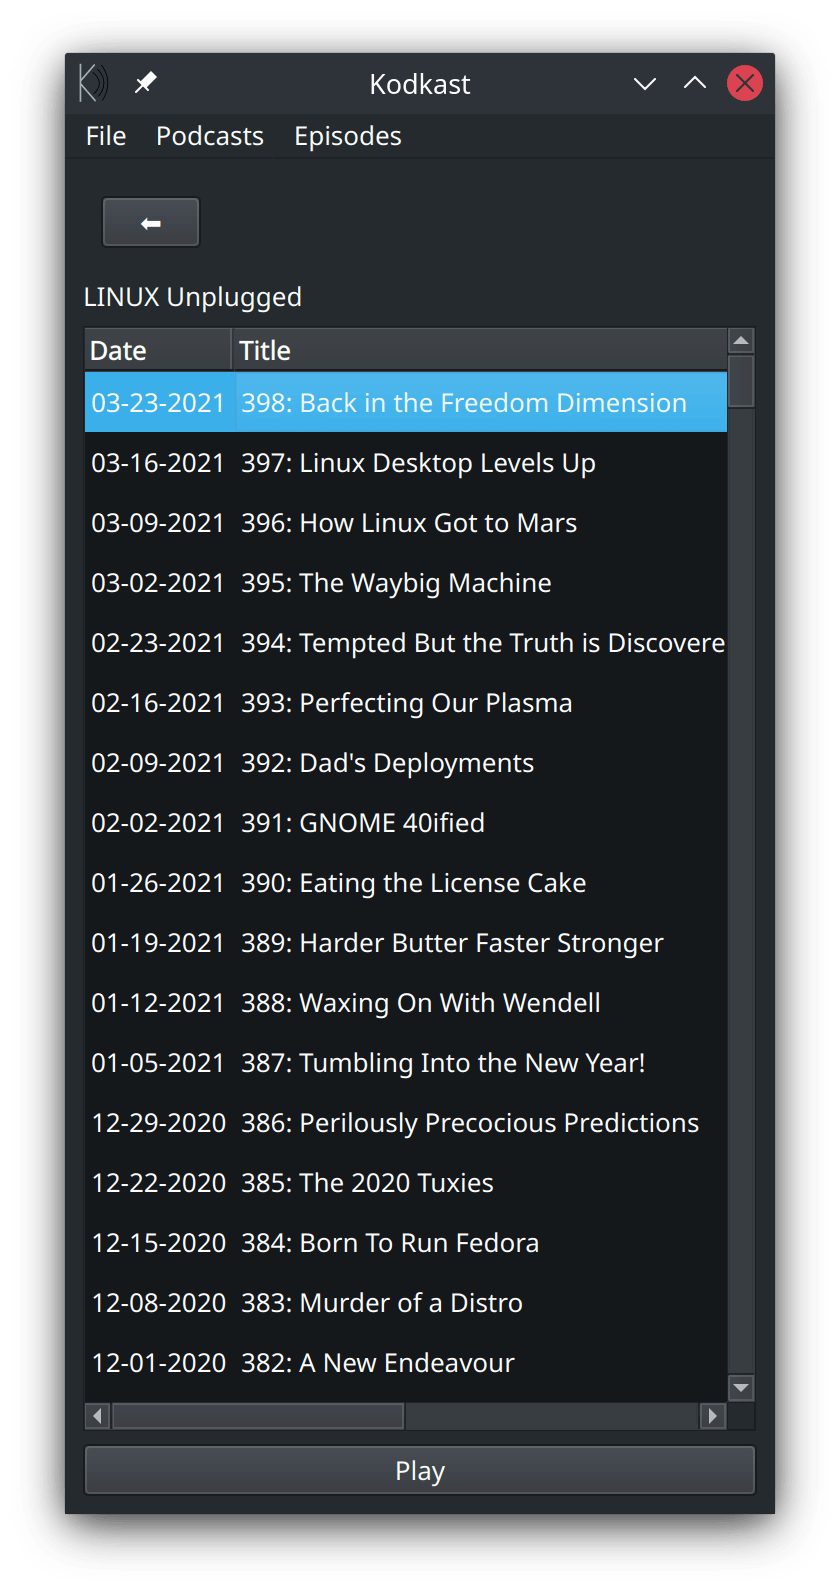 Kodkast
File Podcasts Episodes
LINUX Unplugged
Date Title
03-23-2021 398: Back in the Freedom Dimension
03-16-2021 397: Linux Desktop Levels Up
03-09-2021 396: How Linux Got to Mars
03-02-2021 395: The Waybig Machine
02-23-2021 394: Tempted But the Truth is Discovere
02-16-2021 393: Perfecting Our Plasma
02-09-2021 392: Dad's Deployments
02-02-2021 391: GNOME 40ified
01-26-2021 390: Eating the License Cake
01-19-2021 389: Harder Butter Faster Stronger
01-12-2021 388: Waxing On With Wendell
01-05-2021 387: Tumbling Into the New Year!
12-29-2020 386: Perilously Precocious Predictions
12-22-2020 385: The 2020 Tuxies
12-15-2020 384: Born To Run Fedora
12-08-2020 383: Murder of a Distro
12-01-2020 382: A New Endeavour
Play